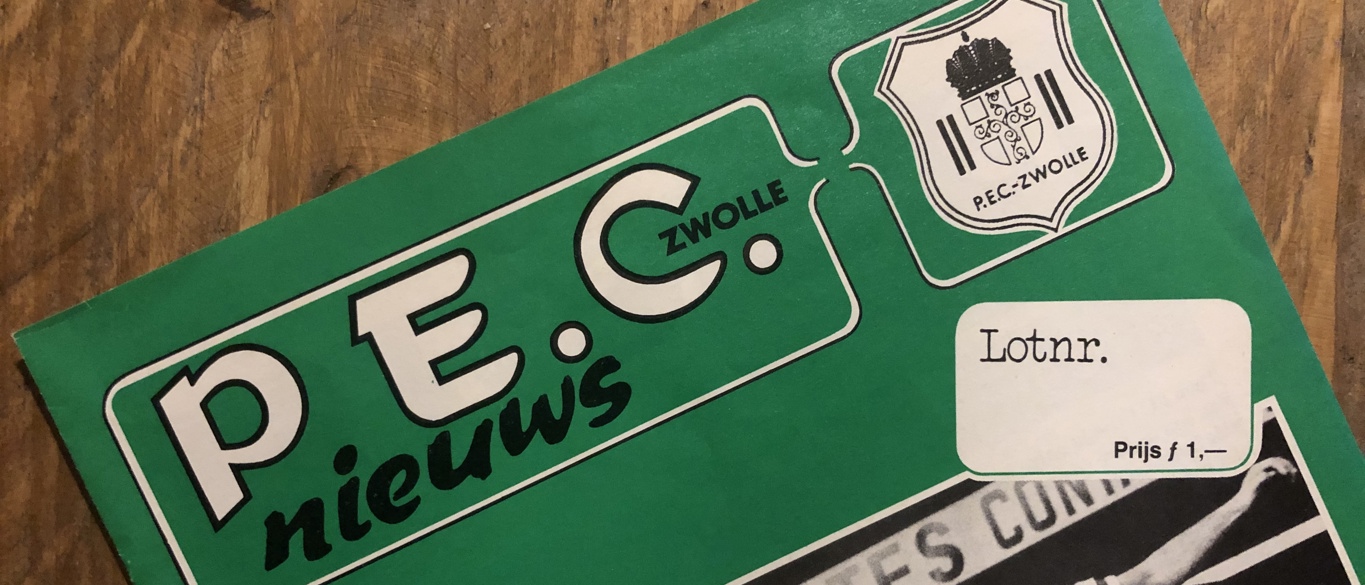 P.E.C.
ZWOLLE
nieuws
P.E.C.-ZWOLLE
Lotnr.
Prijs ƒ 1,—